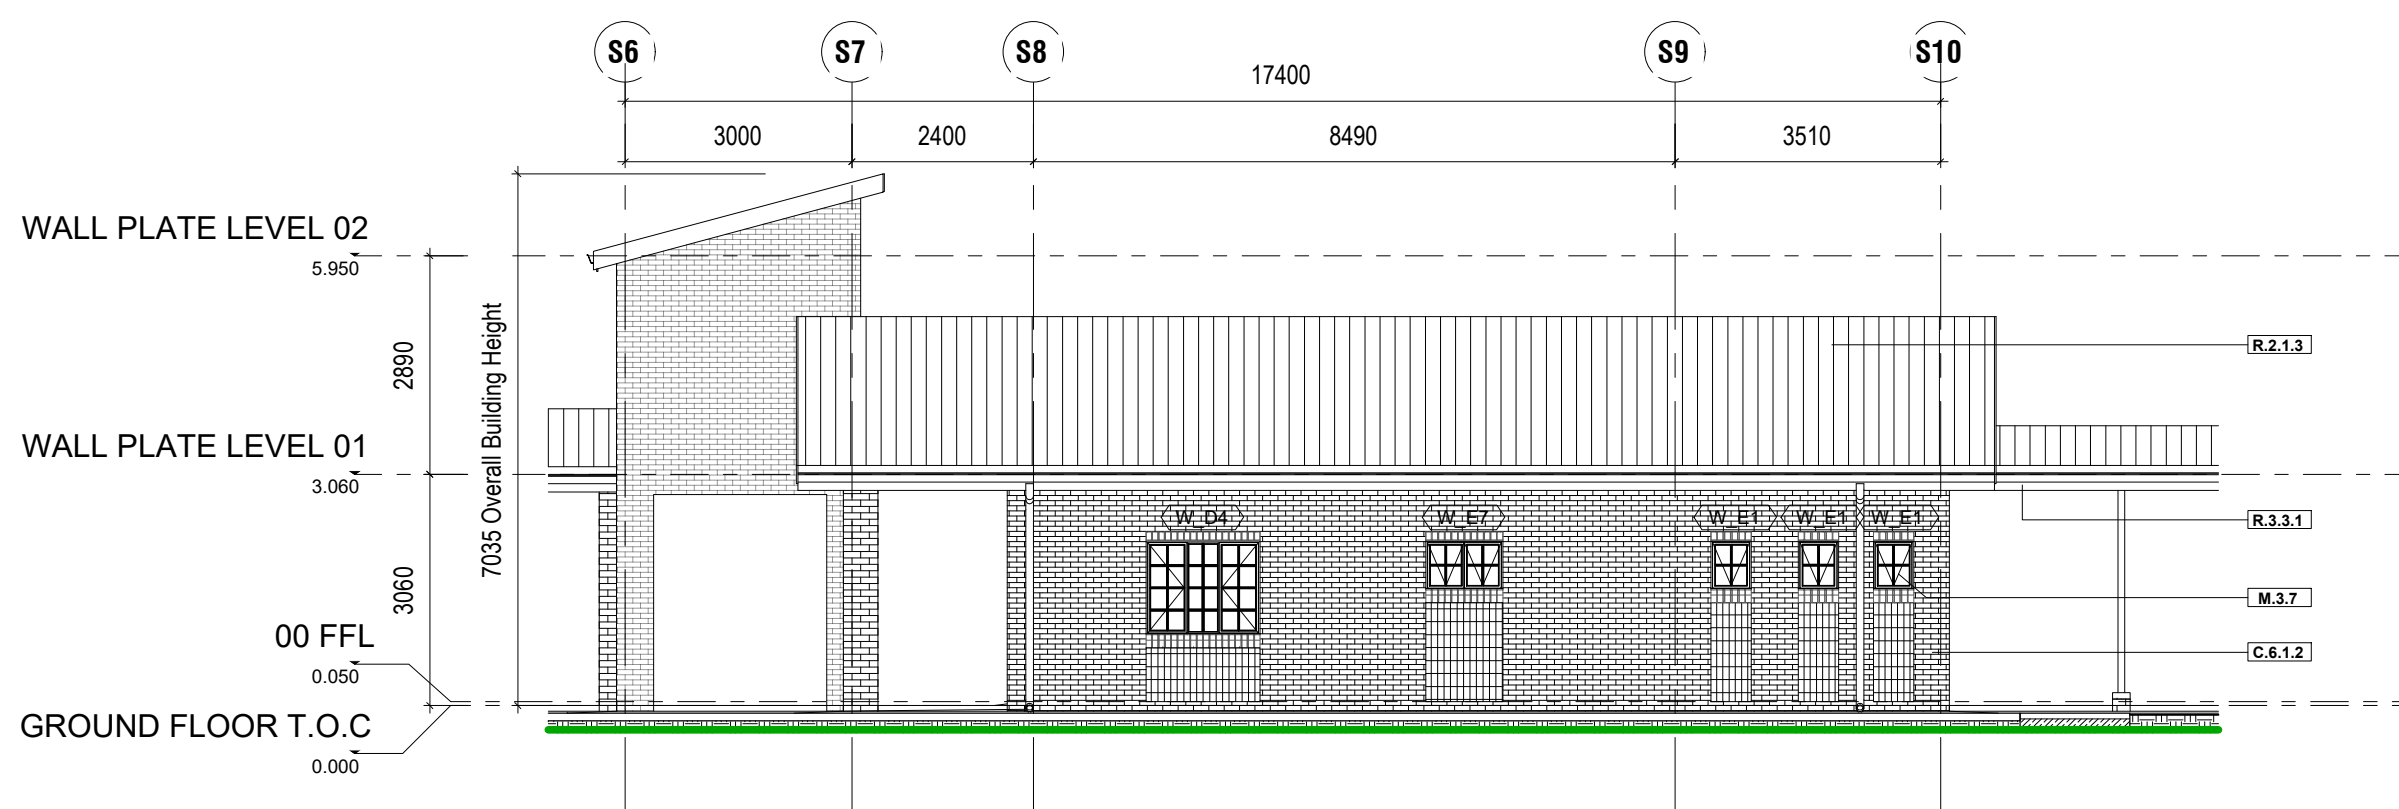 S6 S7 S8 S9 S10
17400
3000 2400 8490 3510
WALL PLATE LEVEL 02
5.950
2890
7035 Overall Building Height
R.2.1.3
WALL PLATE LEVEL 01
3.060
W_D4 W_E7 W_E1 W_E1 W_E1
R.3.3.1
3060
M.3.7
00 FFL
0.050
C.6.1.2
GROUND FLOOR T.O.C
0.000